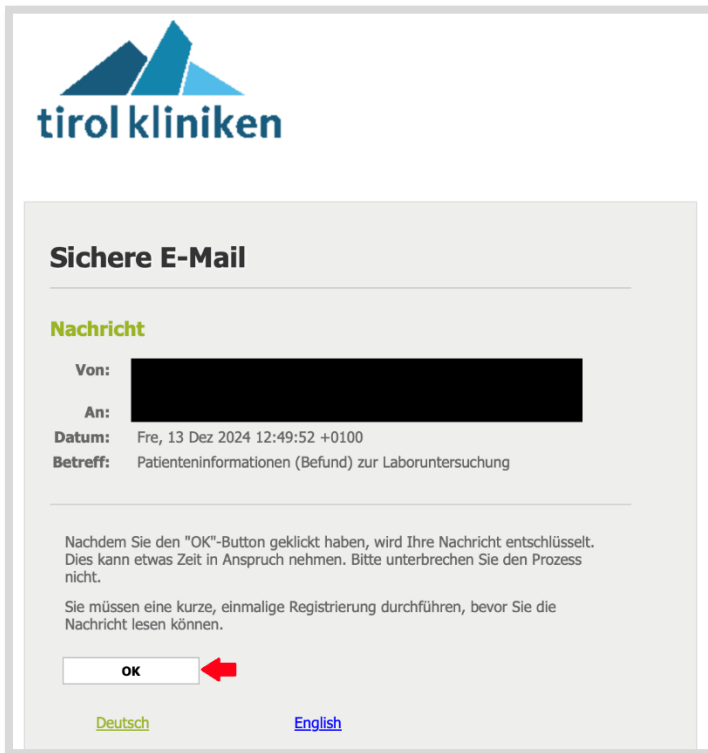 tirol kliniken
Sichere E-Mail
Nachricht
Von:
An:
Datum: Fre, 13 Dez 2024 12:49:52 +0100
Betreff: Patienteninformationen (Befund) zur Laboruntersuchung
Nachdem Sie den "OK"-Button geklickt haben, wird Ihre Nachricht entschlüsselt.
Dies kann etwas Zeit in Anspruch nehmen. Bitte unterbrechen Sie den Prozess
nicht.
Sie müssen eine kurze, einmalige Registrierung durchführen, bevor Sie die
Nachricht lesen können.
OK
Deutsch English